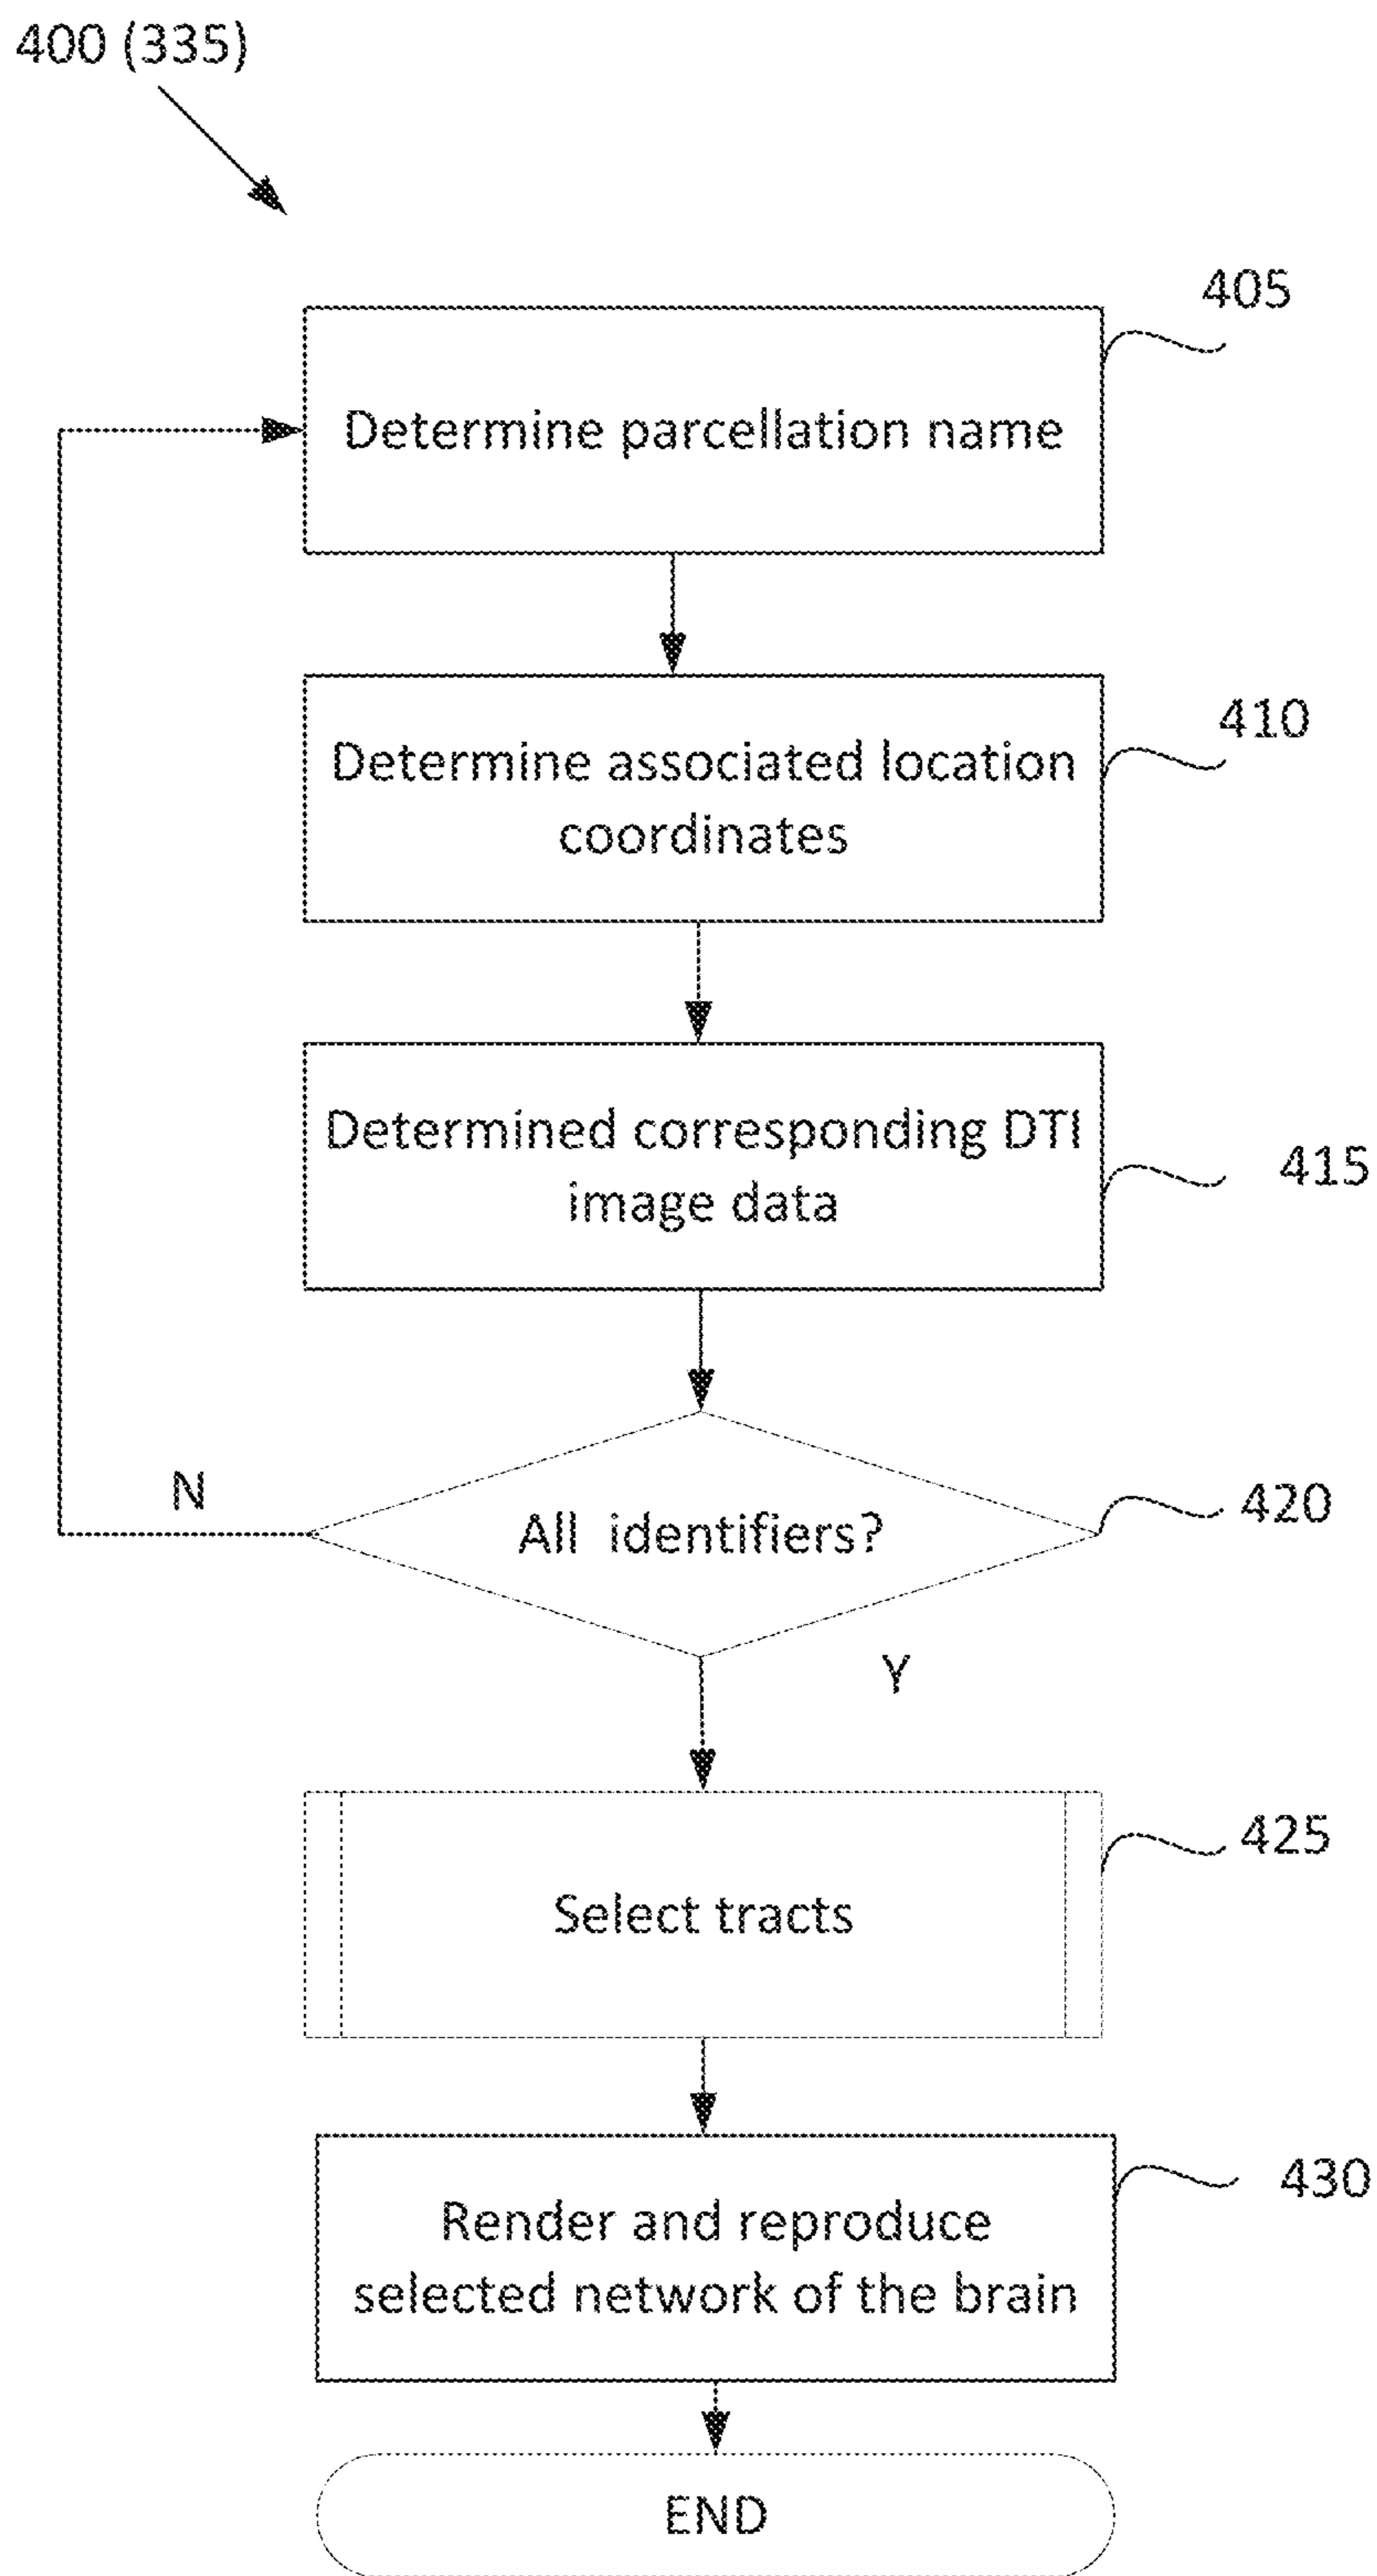 400 (335)
405
Determine parcellation name
410
Determine associated location
coordinates
Determined corresponding DTI
image data
415
N
All identifiers?
420
Y
425
Select tracts
430
Render and reproduce
selected network of the brain
END